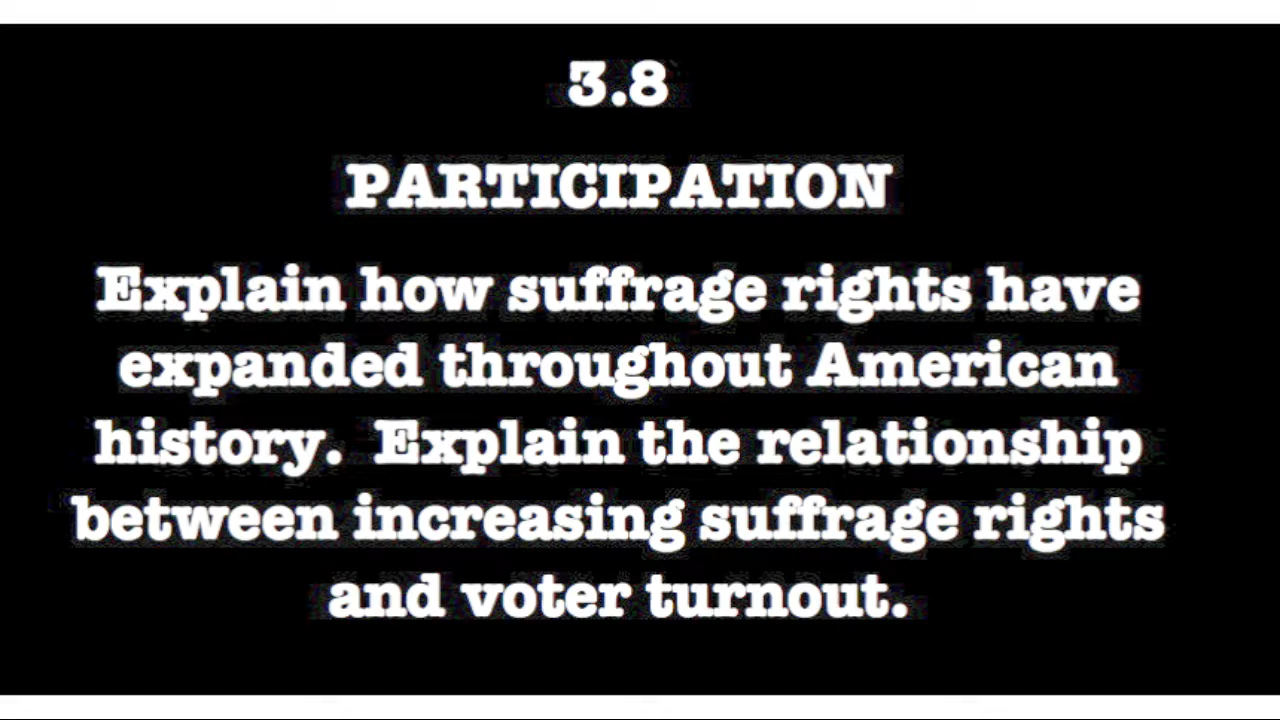 3.8
PARTICIPATION
Explain how suffrage rights have
expanded throughout American
history.  Explain the relationship
between increasing suffrage rights
and voter turnout.